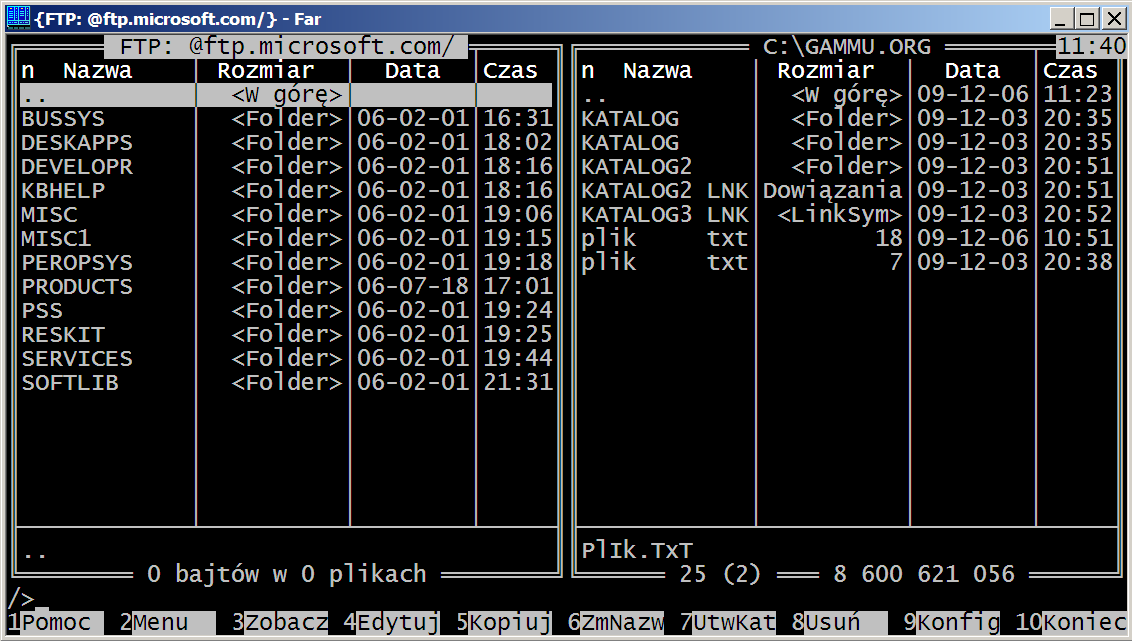 {FTP: @ftp.microsoft.com/} - Far
FTP: @ftp.microsoft.com/ C:\GAMMU.ORG 11:40
n Nazwa Rozmiar Data Czas n Nazwa Rozmiar Data Czas
.. <W górę> .. <W górę> 09-12-06 11:23
BUSSYS <Folder> 06-02-01 16:31 KATALOG <Folder> 09-12-03 20:35
DESKAPPS <Folder> 06-02-01 18:02 KATALOG <Folder> 09-12-03 20:35
DEVELOPR <Folder> 06-02-01 18:16 KATALOG2 <Folder> 09-12-03 20:51
KBHELP <Folder> 06-02-01 18:16 KATALOG2 LNK Dowiązania 09-12-03 20:51
MISC <Folder> 06-02-01 19:06 KATALOG3 LNK <LinkSym> 09-12-03 20:52
MISC1 <Folder> 06-02-01 19:15 plik txt 18 09-12-06 10:51
PEROPSYS <Folder> 06-02-01 19:18 plik txt 7 09-12-03 20:38
PRODUCTS <Folder> 06-07-18 17:01
PSS <Folder> 06-02-01 19:24
RESKIT <Folder> 06-02-01 19:25
SERVICES <Folder> 06-02-01 19:44
SOFTLIB <Folder> 06-02-01 21:31
.. PlIk.TxT
0 bajtów w 0 plikach 25 (2) 8 600 621 056
/>_
1Pomoc 2Menu 3Zobacz 4Edytuj 5Kopiuj 6ZmNazw 7UtwKat 8Usuń 9Konfig 10Koniec